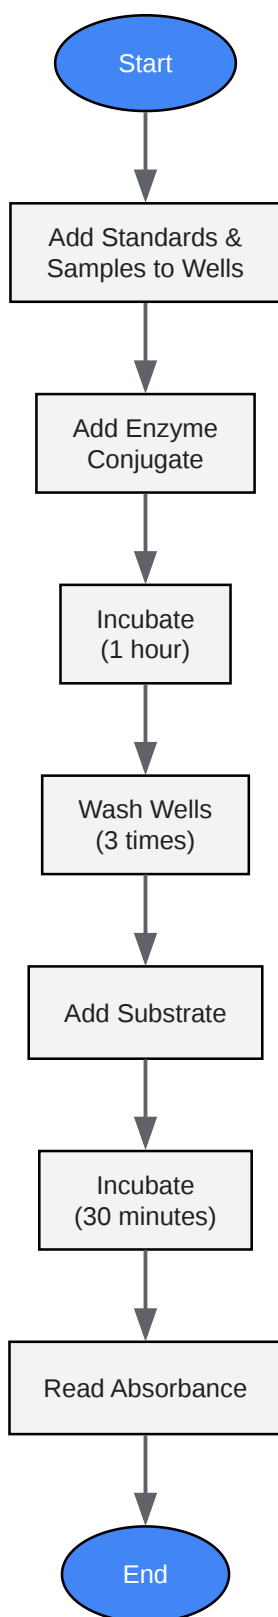 Start
Add Standards &
Samples to Wells
Add Enzyme
Conjugate
Incubate
(1 hour)
Wash Wells
(3 times)
Add Substrate
Incubate
(30 minutes)
Read Absorbance
End